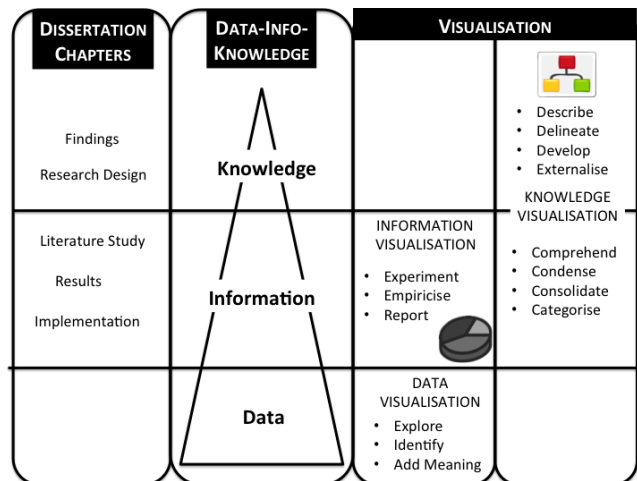 DISSERTATION
CHAPTERS
DATA-INFO-
KNOWLEDGE
VISUALISATION
Findings
Research Design
Knowledge
• Describe
• Delineate
• Develop
• Externalise
KNOWLEDGE
VISUALISATION
• Comprehend
• Condense
• Consolidate
• Categorise
Literature Study
Results
Implementation
Information
INFORMATION
VISUALISATION
• Experiment
• Empiricise
• Report
Data
DATA
VISUALISATION
• Explore
• Identify
• Add Meaning